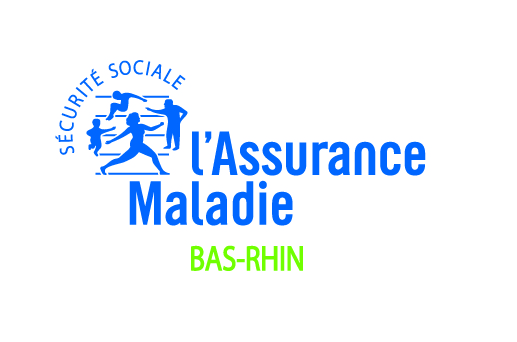 SÉCURITÉ SOCIALE
l’Assurance
Maladie
BAS-RHIN